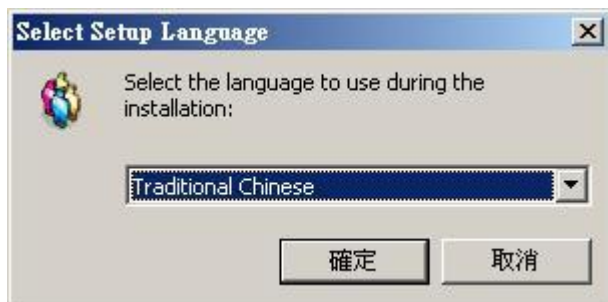 Select Setup Language
Select the language to use during the
installation:
Traditional Chinese
確定
取消